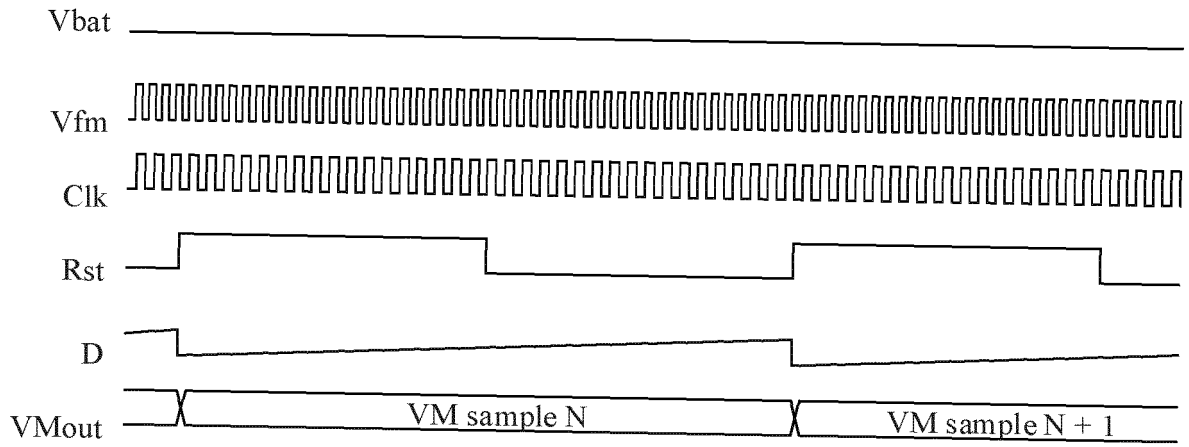 Vbat
Vfm
Clk
Rst
D
VMout
VM sample N
VM sample N + 1